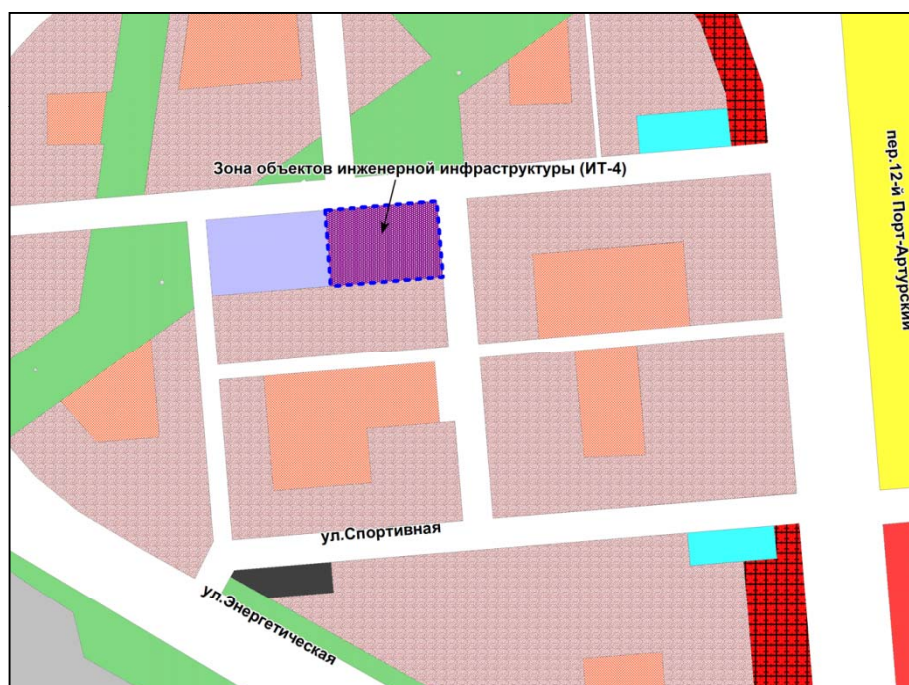 Зона объектов инженерной инфраструктуры (ИТ-4)
пер.12-й Порт-Артурский
ул.Спортивная
ул.Энергетическая